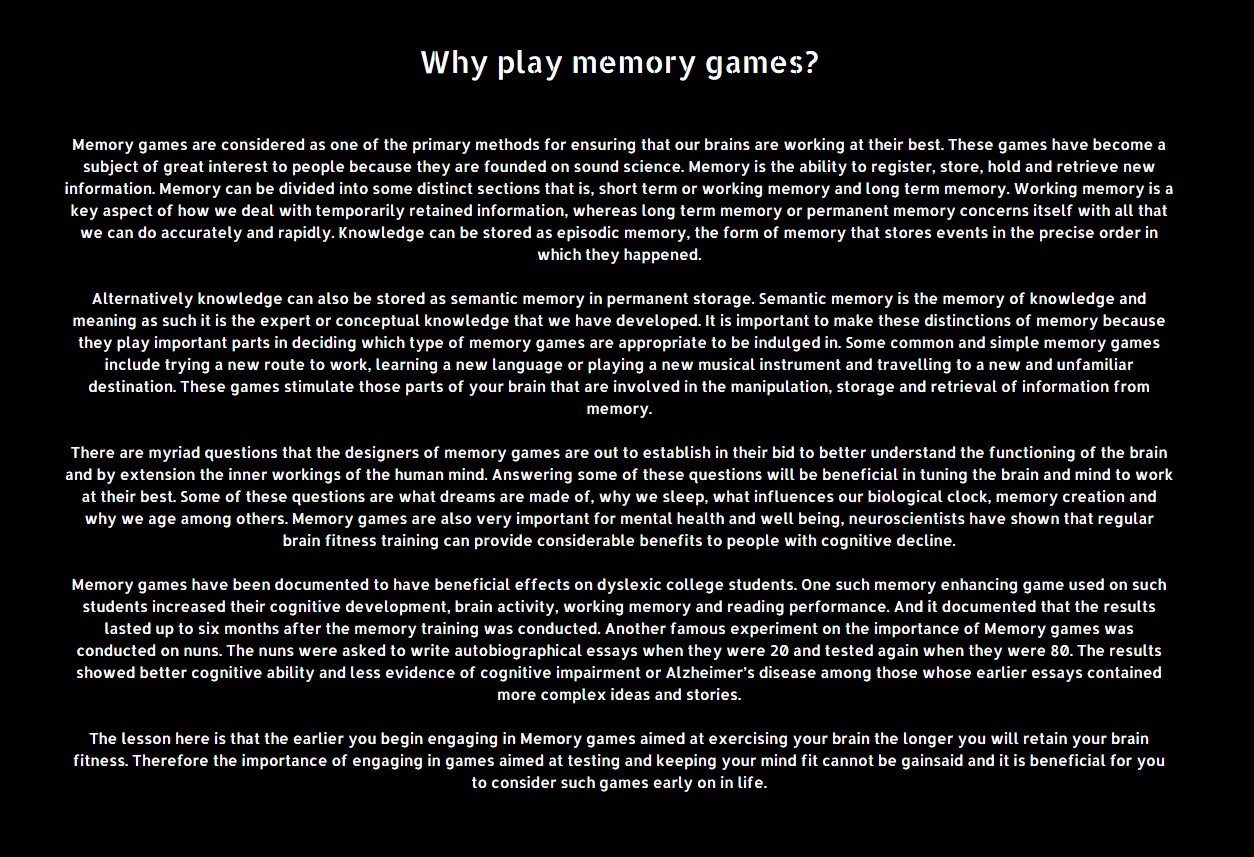 Why play memory games?
Memory games are considered as one of the primary methods for ensuring that our brains are working at their best. These games have become a
subject of great interest to people because they are founded on sound science. Memory is the ability to register, store, hold and retrieve new
information. Memory can be divided into some distinct sections that is, short term or working memory and long term memory. Working memory is a
key aspect of how we deal with temporarily retained information, whereas long term memory or permanent memory concerns itself with all that
we can do accurately and rapidly. Knowledge can be stored as episodic memory, the form of memory that stores events in the precise order in
which they happened.
Alternatively knowledge can also be stored as semantic memory in permanent storage. Semantic memory is the memory of knowledge and
meaning as such it is the expert or conceptual knowledge that we have developed. It is important to make these distinctions of memory because
they play important parts in deciding which type of memory games are appropriate to be indulged in. Some common and simple memory games
include trying a new route to work, learning a new language or playing a new musical instrument and travelling to a new and unfamiliar
destination. These games stimulate those parts of your brain that are involved in the manipulation, storage and retrieval of information from
memory.
There are myriad questions that the designers of memory games are out to establish in their bid to better understand the functioning of the brain
and by extension the inner workings of the human mind. Answering some of these questions will be beneficial in tuning the brain and mind to work
at their best. Some of these questions are what dreams are made of, why we sleep, what influences our biological clock, memory creation and
why we age among others. Memory games are also very important for mental health and well being, neuroscientists have shown that regular
brain fitness training can provide considerable benefits to people with cognitive decline.
Memory games have been documented to have beneficial effects on dyslexic college students. One such memory enhancing game used on such
students increased their cognitive development, brain activity, working memory and reading performance. And it documented that the results
lasted up to six months after the memory training was conducted. Another famous experiment on the importance of Memory games was
conducted on nuns. The nuns were asked to write autobiographical essays when they were 20 and tested again when they were 80. The results
showed better cognitive ability and less evidence of cognitive impairment or Alzheimer's disease among those whose earlier essays contained
more complex ideas and stories.
The lesson here is that the earlier you begin engaging in Memory games aimed at exercising your brain the longer you will retain your brain
fitness. Therefore the importance of engaging in games aimed at testing and keeping your mind fit cannot be gainsaid and it is beneficial for you
to consider such games early on in life.